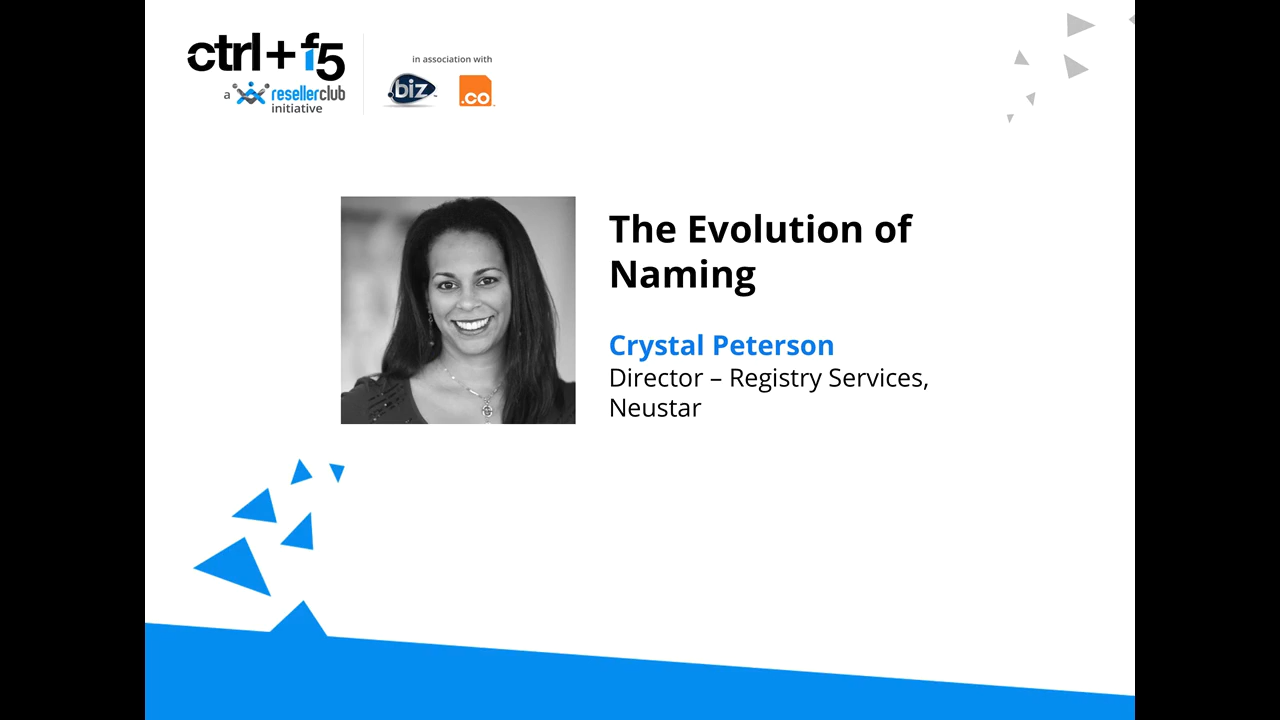 ctrl+f5
a resellerclub
initiative
in association with
.biz
.co
The Evolution of
Naming
Crystal Peterson
Director – Registry Services,
Neustar